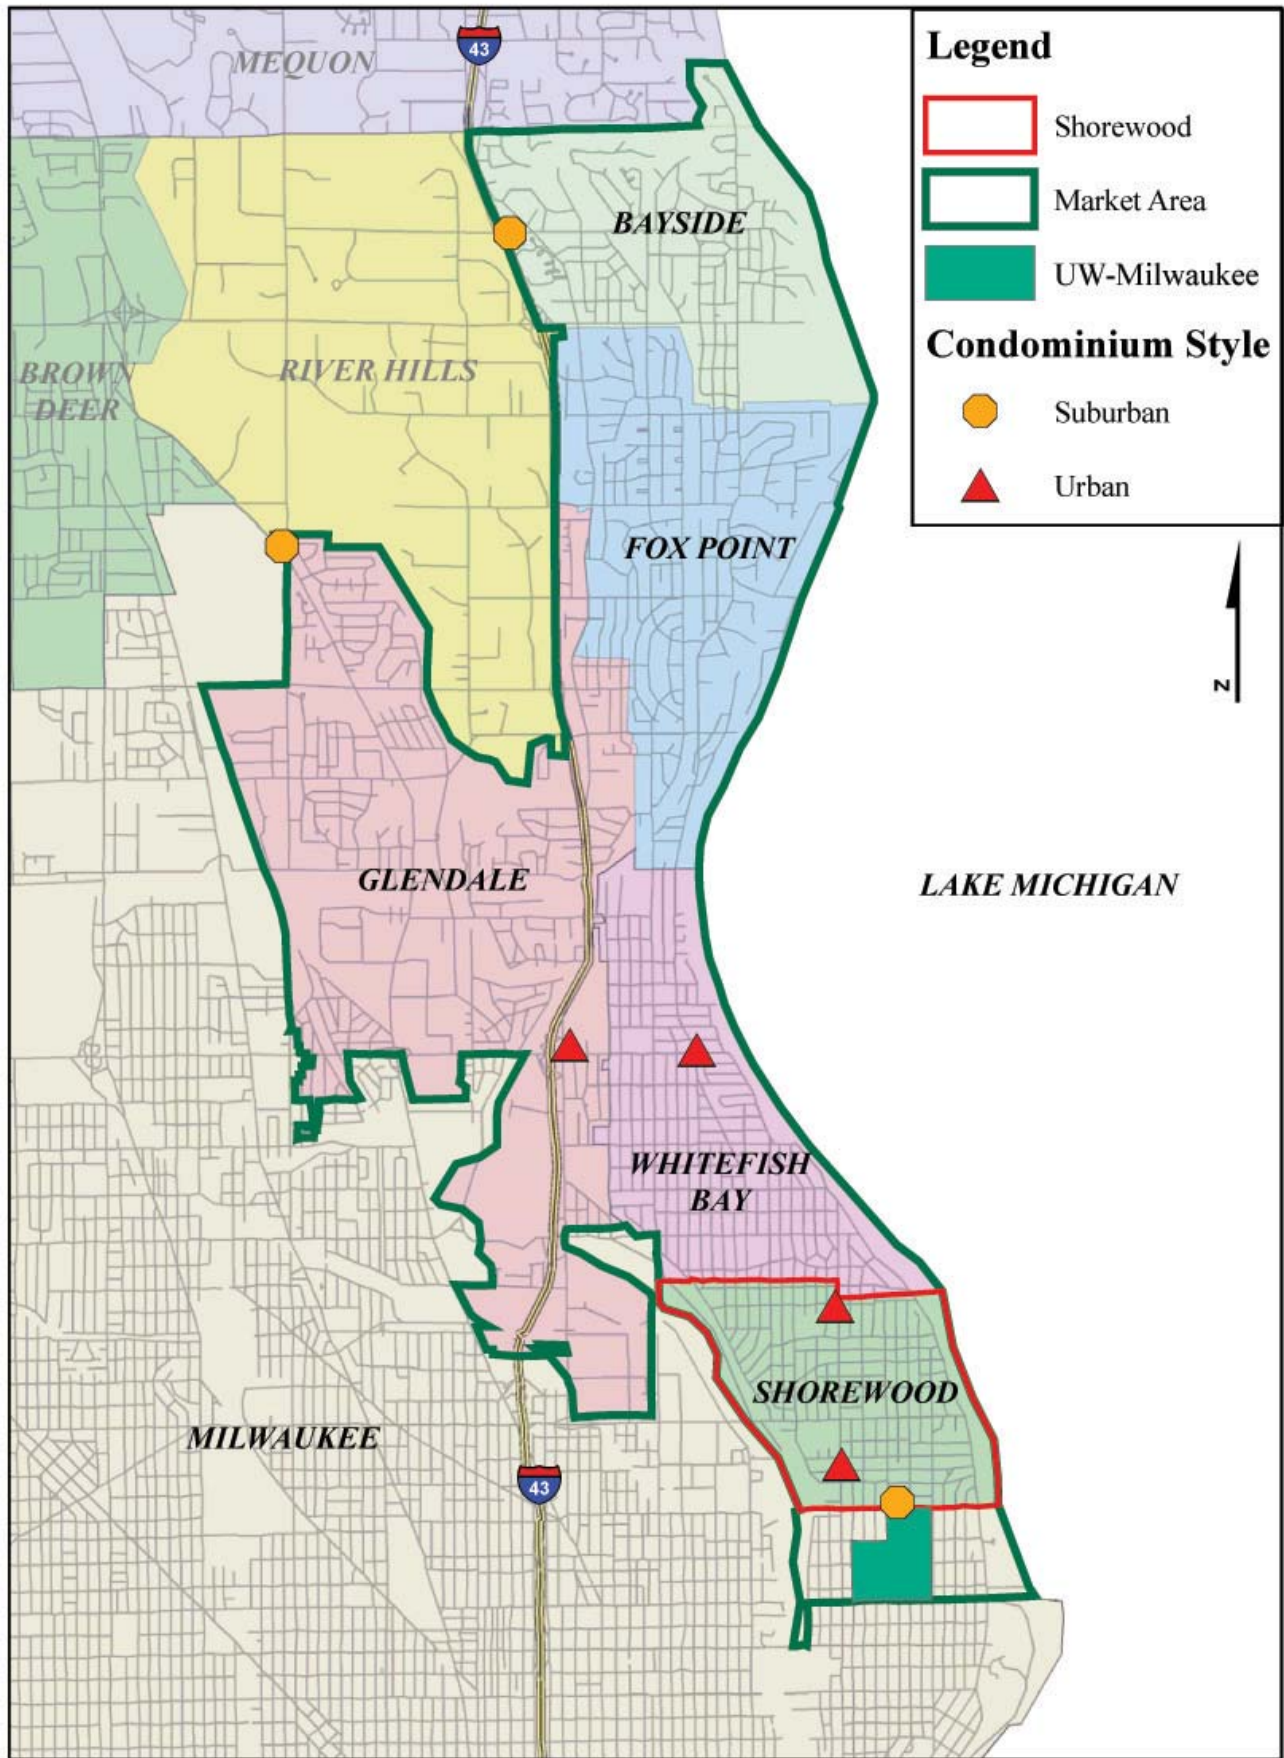 43
MEQUON
Legend
Shorewood
Market Area
UW-Milwaukee
Condominium Style
Suburban
Urban
BAYSIDE
BROWN
DEER
RIVER HILLS
FOX POINT
N
GLENDALE
LAKE MICHIGAN
WHITEFISH
BAY
SHOREWOOD
MILWAUKEE
43